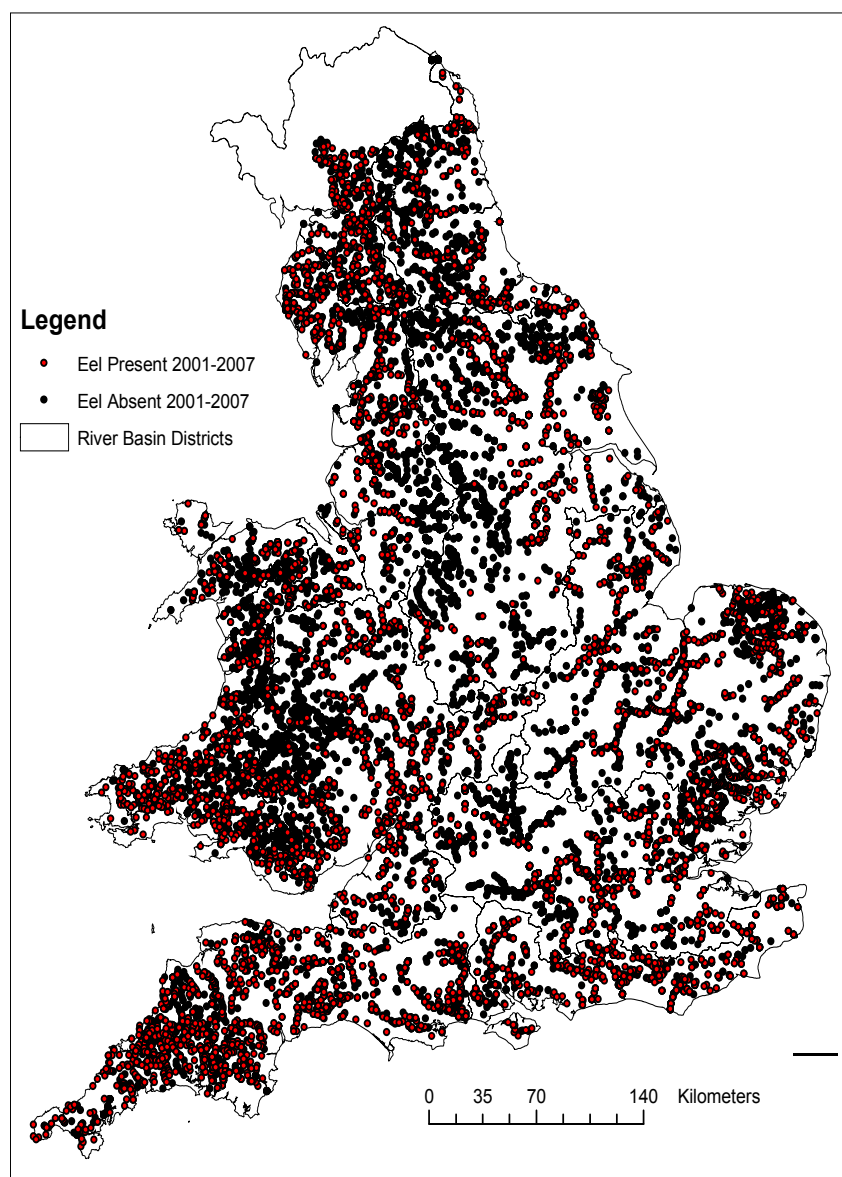 Legend
Eel Present 2001-2007
Eel Absent 2001-2007
River Basin Districts
0 35 70 140 Kilometers